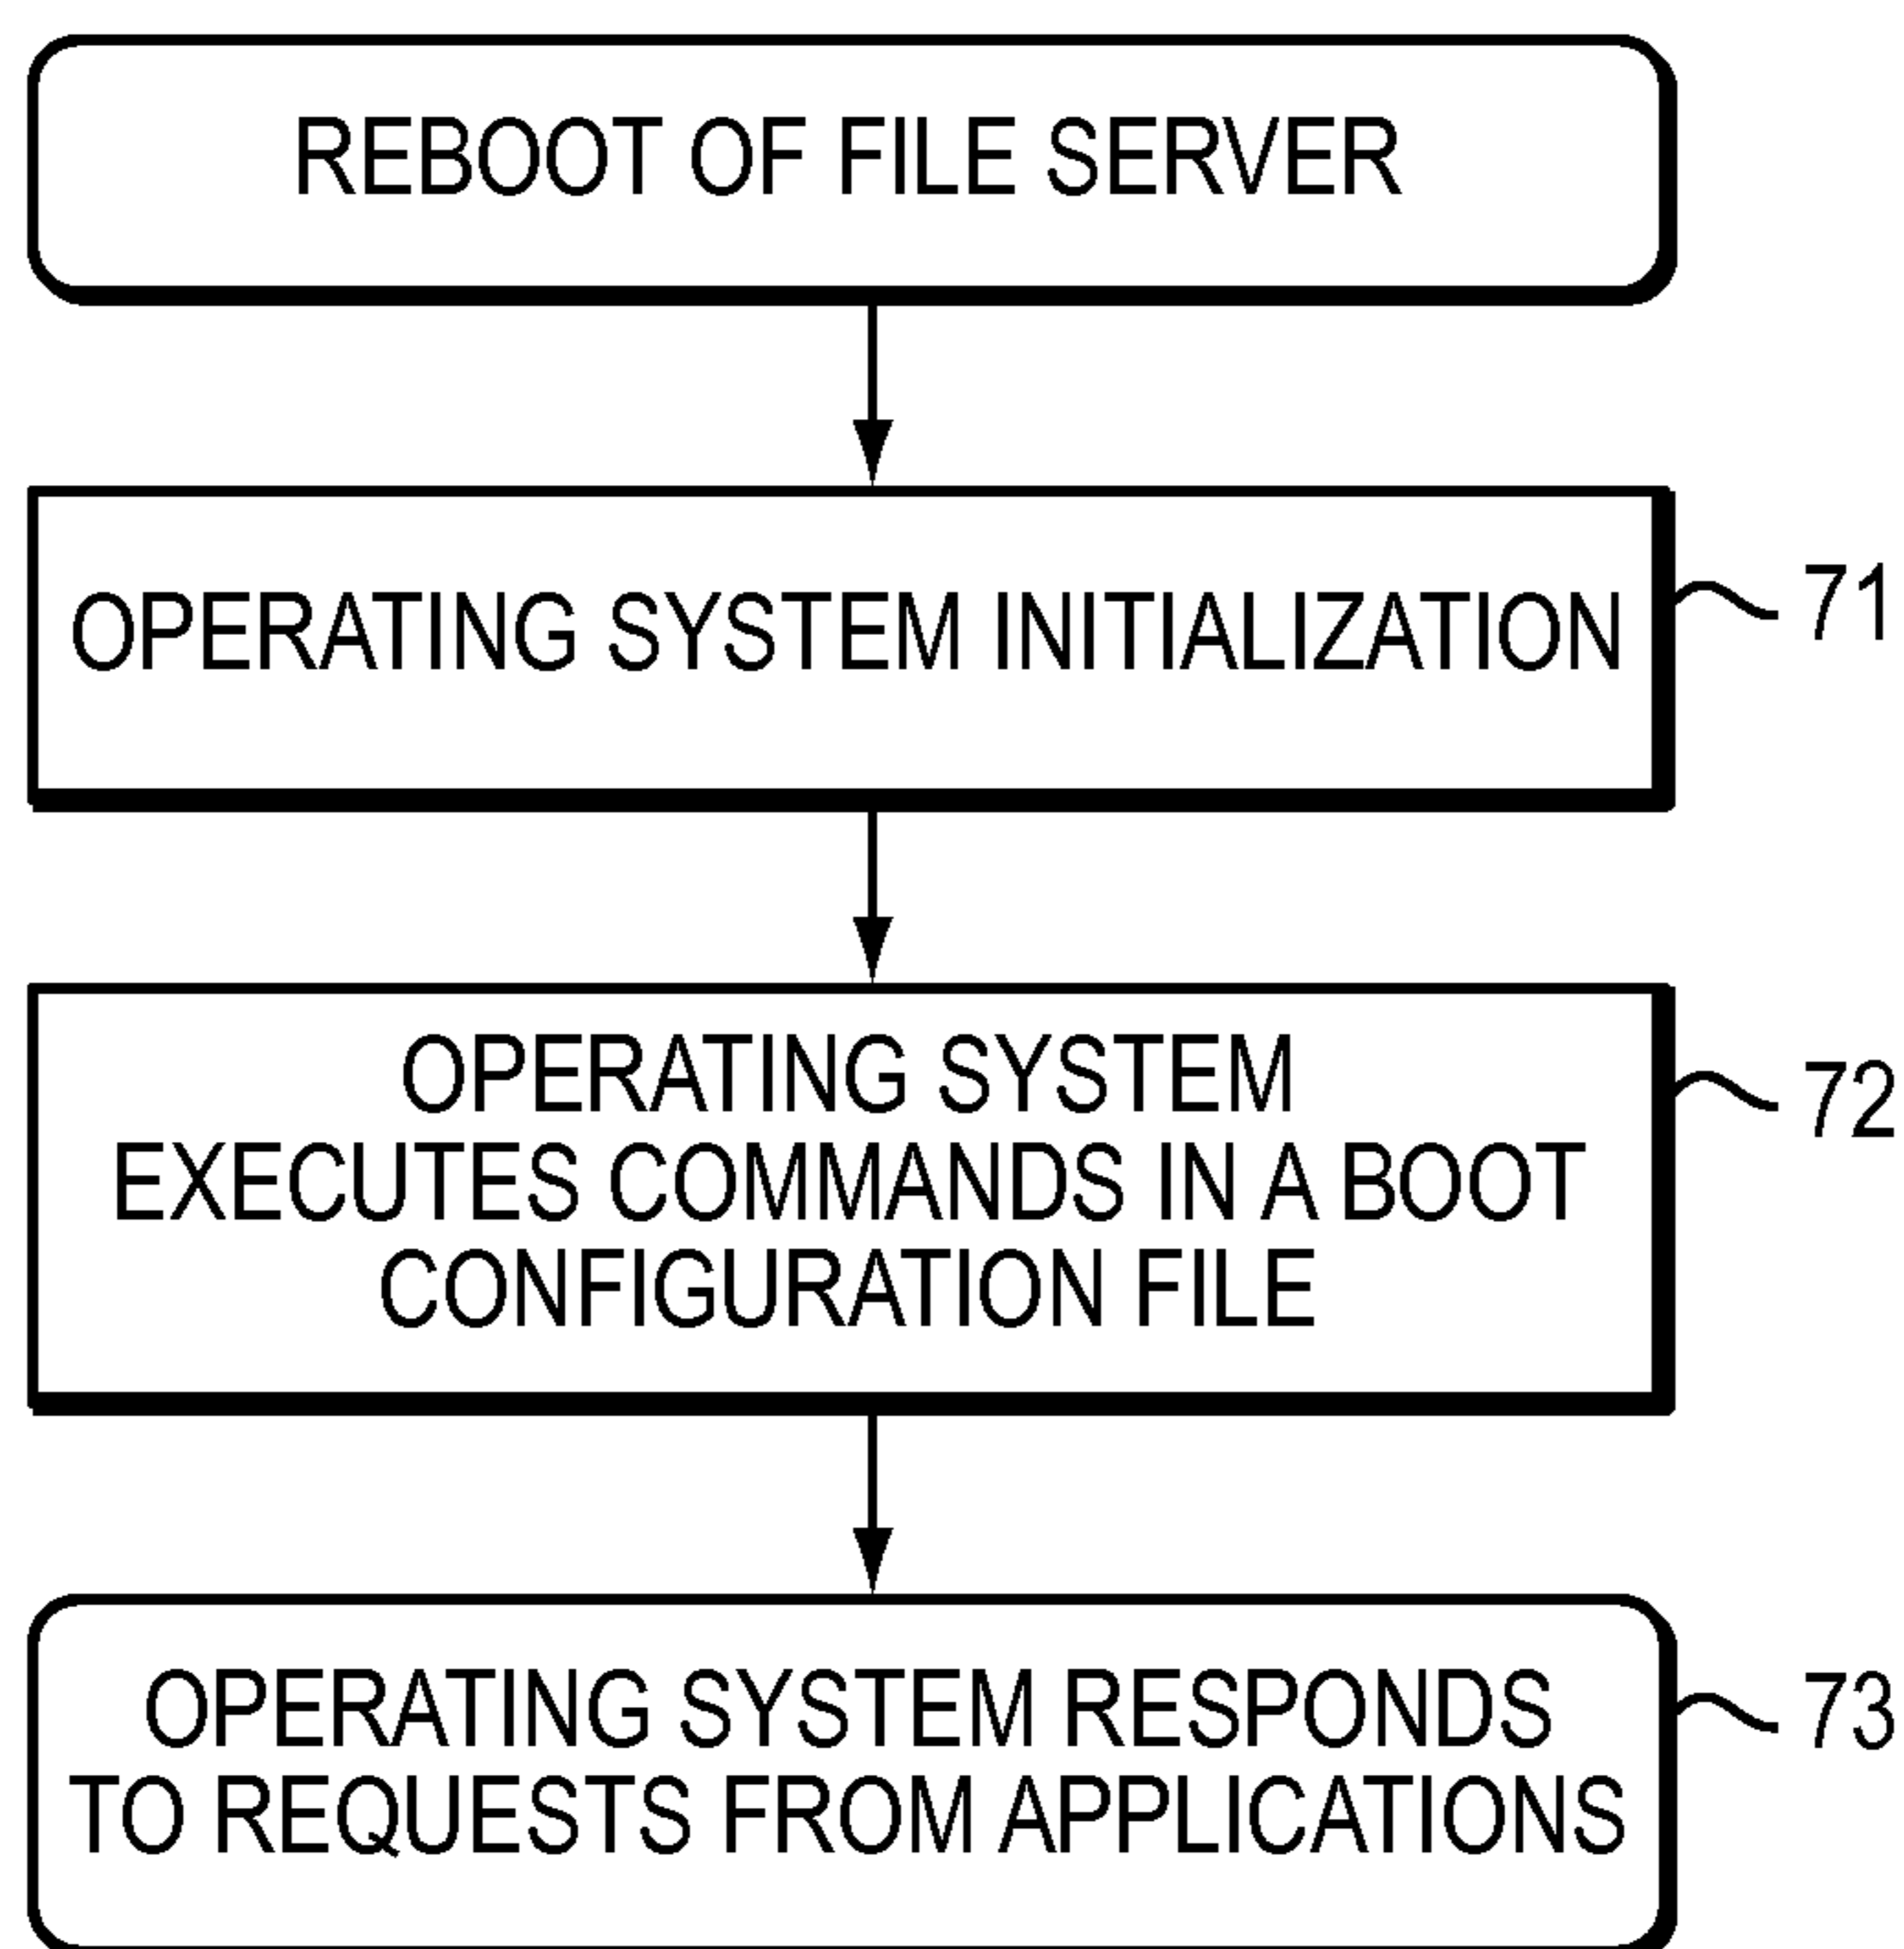 REBOOT OF FILE SERVER
OPERATING SYSTEM INITIALIZATION
71
OPERATING SYSTEM
EXECUTES COMMANDS IN A BOOT
CONFIGURATION FILE
72
OPERATING SYSTEM RESPONDS
TO REQUESTS FROM APPLICATIONS
73